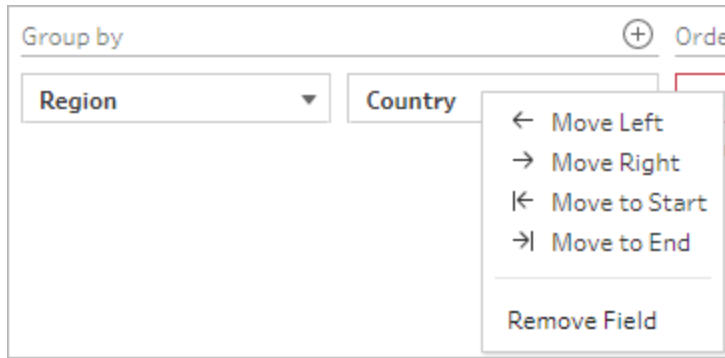 Group by
Orde
Region
Country
Move Left
Move Right
Move to Start
Move to End
Remove Field